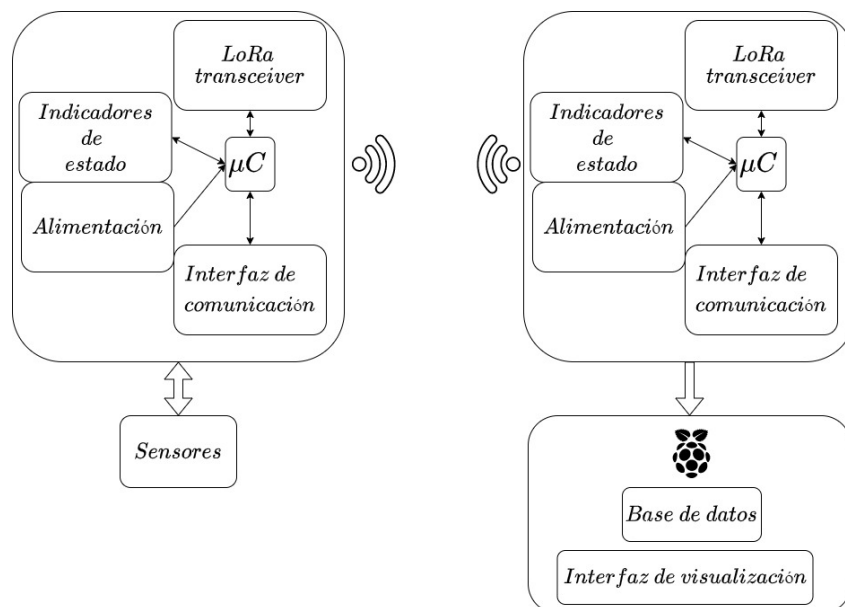 LoRa
transceiver
Indicadores
de
estado
μC
Alimentación
Interfaz de
comunicación
Sensores
LoRa
transceiver
Indicadores
de
estado
μC
Alimentación
Interfaz de
comunicación
Base de datos
Interfaz de visualización